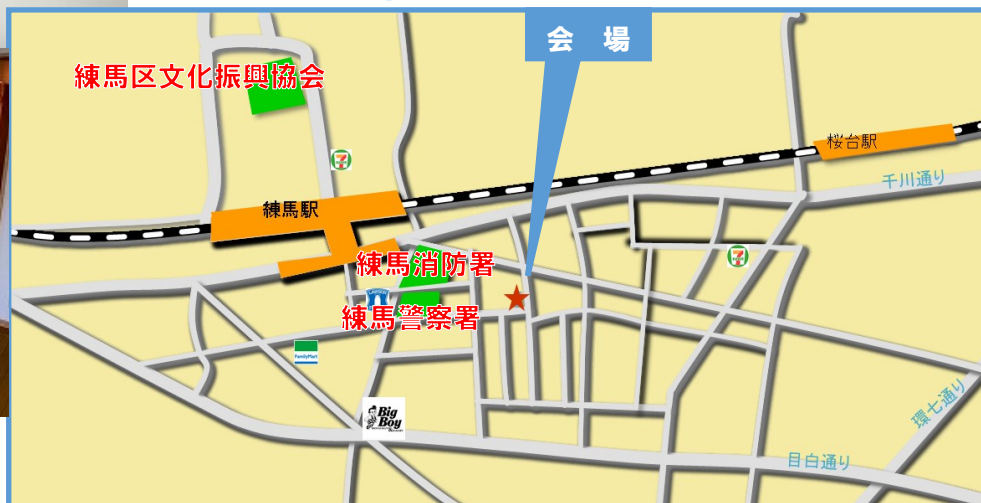 会 場
練馬区文化振興協会
桜台駅
千川通り
練馬駅
練馬消防署
練馬警察署
LAWSON
FamilyMart
Big
Boy
環七通り
目白通り